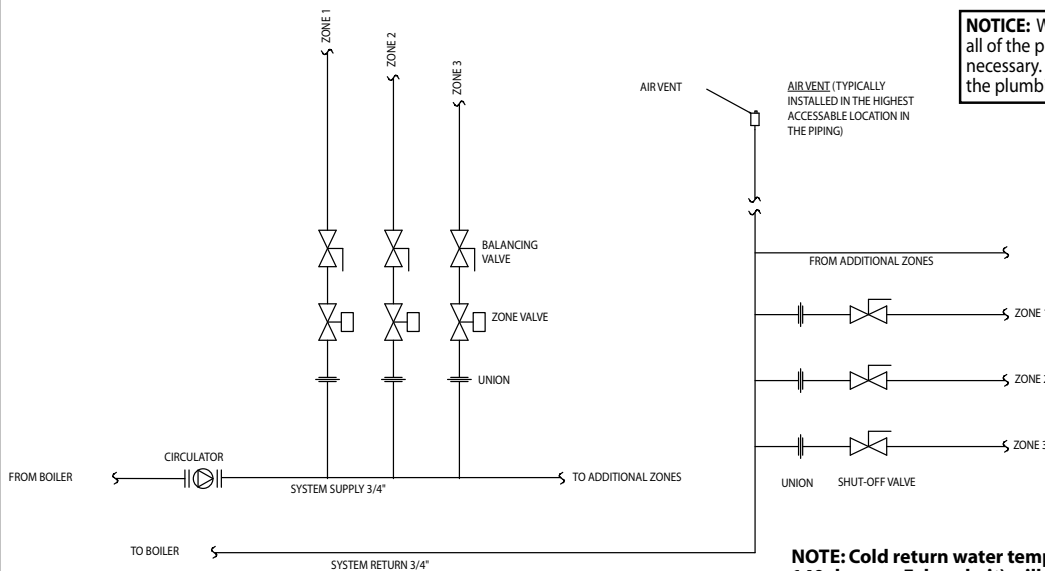 ZONE 1
ZONE 2
ZONE 3
NOTICE:
all of the
necessary.
the
AIR VENT
AIR VENT (TYPICALLY
INSTALLED IN THE HIGHEST
ACCESSABLE LOCATION IN
THE PIPING)
BALANCING
VALVE
ZONE VALVE
UNION
FROM ADDITIONAL ZONES
ZONE
ZONE
ZONE
CIRCULATOR
FROM BOILER
SYSTEM SUPPLY 3/4"
TO ADDITIONAL ZONES
UNION
SHUT-OFF VALVE
TO BOILER
SYSTEM RETURN 3/4"
NOTE: Cold return water